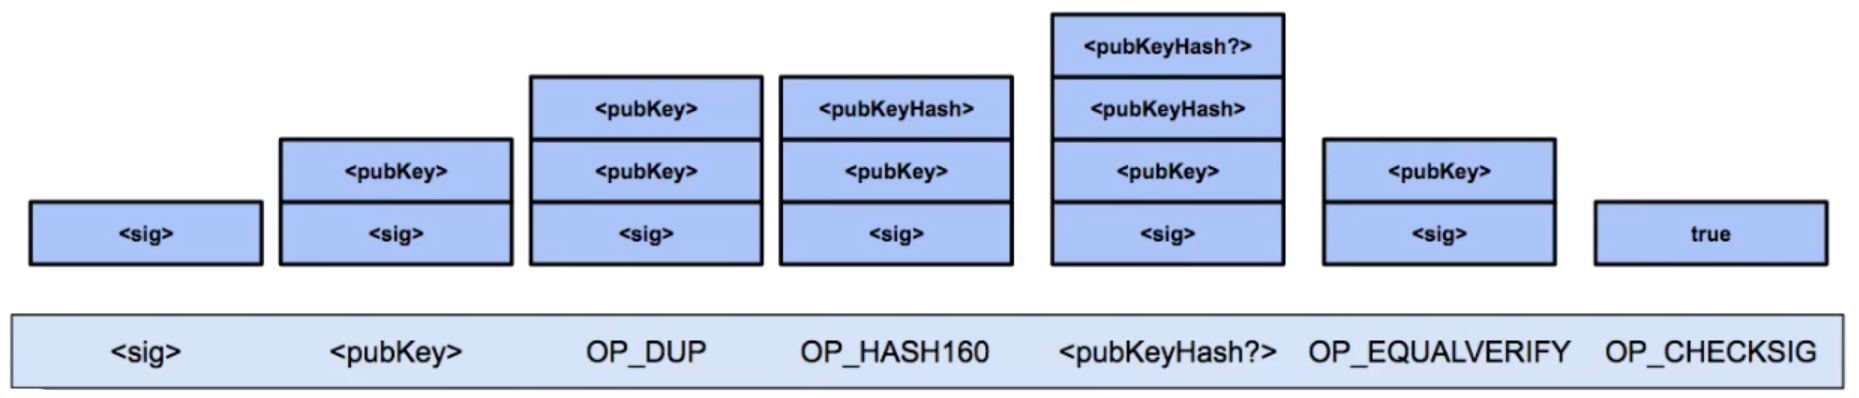 <pubKeyHash?>
<pubKey> <pubKeyHash> <pubKeyHash>
<pubKey> <pubKey> <pubKey> <pubKey> <pubKey>
<sig> <sig> <sig> <sig> <sig> <sig> true
<sig> <pubKey> OP_DUP OP_HASH160 <pubKeyHash?> OP_EQUALVERIFY OP_CHECKSIG